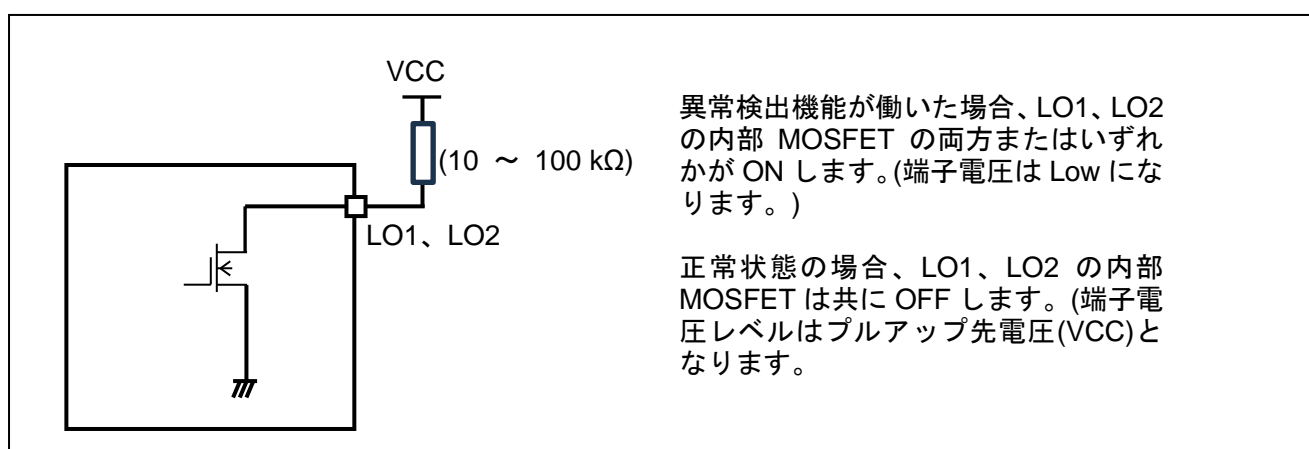 VCC
(10 ～ 100 kΩ)
LO1、LO2
異常検出機能が働いた場合、LO1、LO2
の内部 MOSFET の両方またはいずれ
かが ON します。(端子電圧は Low にな
ります。)
正常状態の場合、LO1、LO2 の内部
MOSFET は共に OFF します。(端子電
圧レベルはプルアップ先電圧(VCC)と
なります。